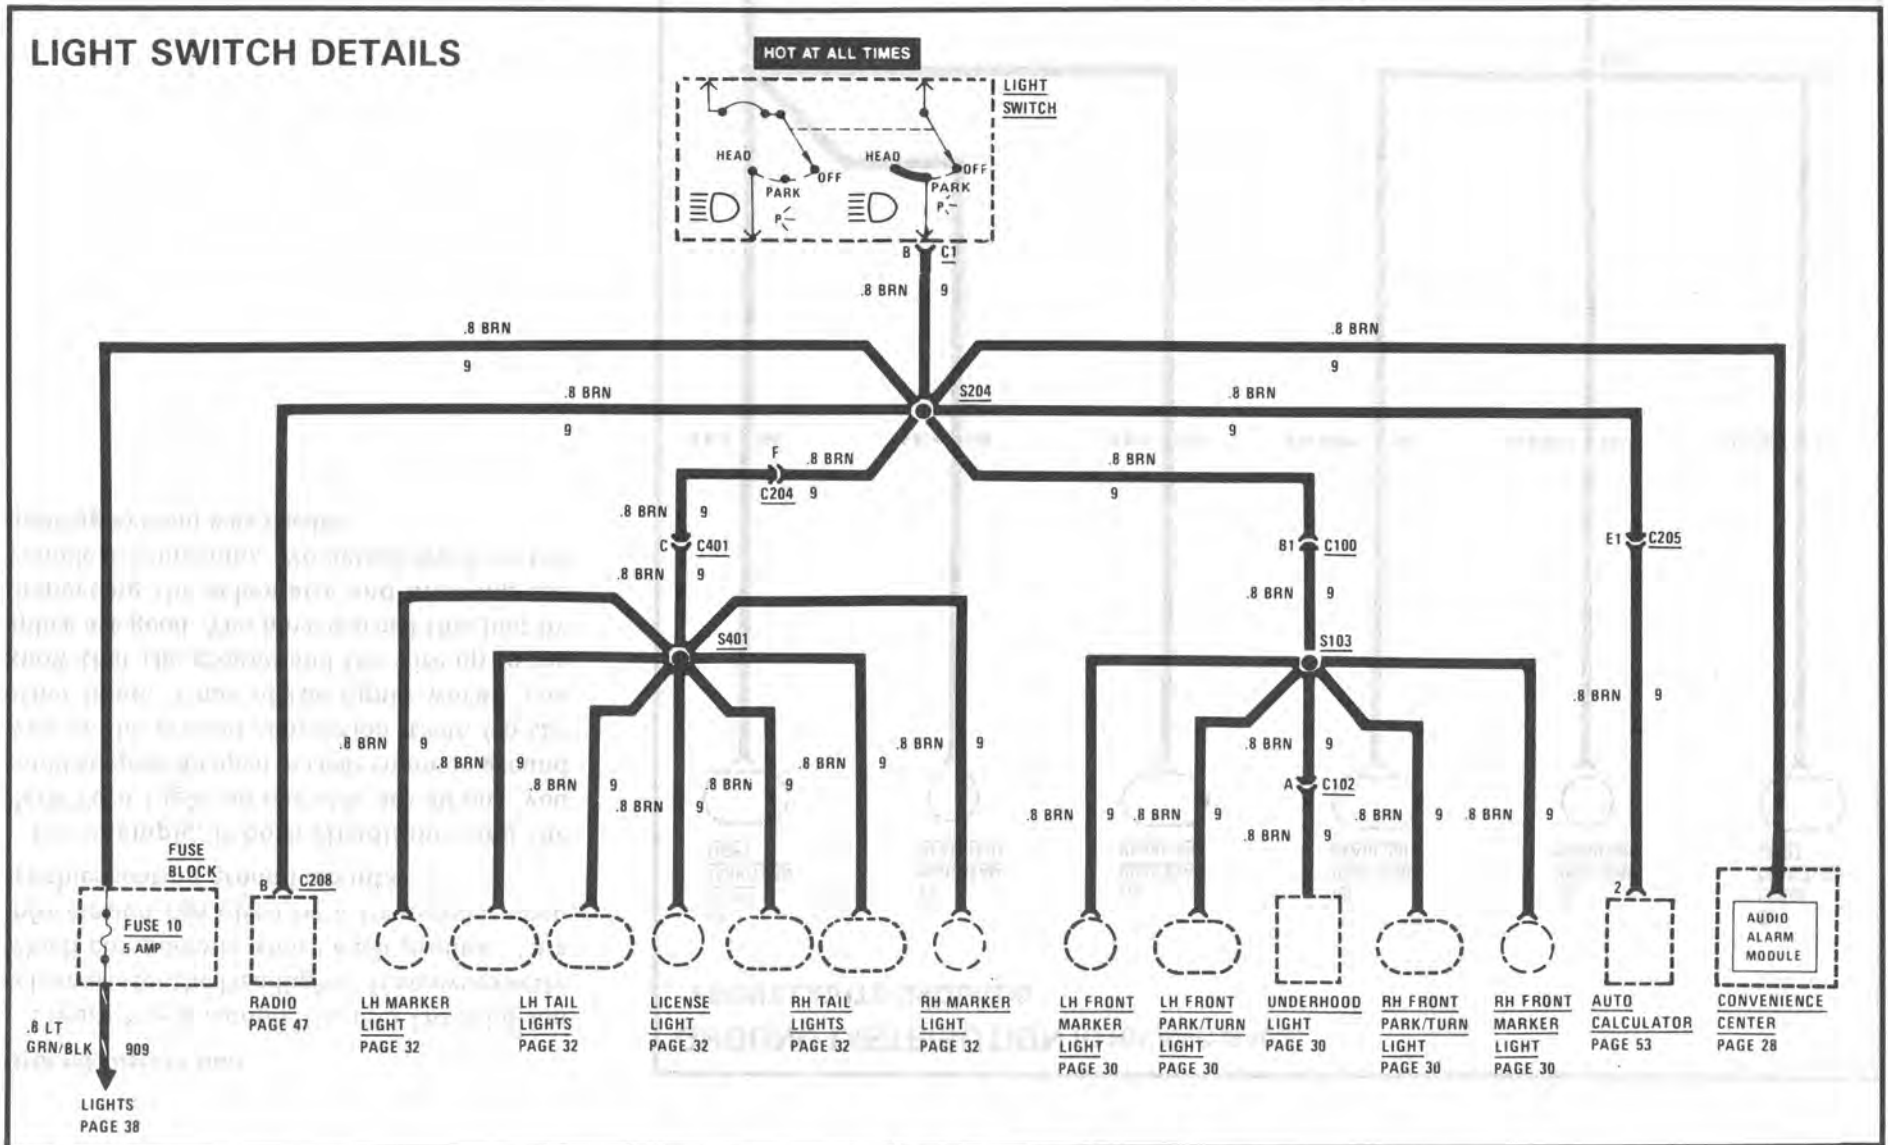 LIGHT SWITCH DETAILS
HOT AT ALL TIMES
LIGHT
SWITCH
HEAD
OFF
PARK
P
HEAD
OFF
PARK
P
B C1
.8 BRN 9
.8 BRN
9
.8 BRN
9
.8 BRN
9
S204
.8 BRN
9
F
.8 BRN
C204 9
.8 BRN
9
.8 BRN 9
C C401
.8 BRN 9
B1 C100
.8 BRN 9
E1 C205
S401
S103
.8 BRN 9
.8 BRN 9
.8 BRN 9
.8 BRN 9
.8 BRN 9
.8 BRN 9
.8 BRN 9
.8 BRN 9
.8 BRN 9
A C102
.8 BRN 9
.8 BRN 9
.8 BRN 9
.8 BRN 9
.8 BRN 9
.8 BRN 9
FUSE
BLOCK
FUSE 10
5 AMP
.8 LT
GRN/BLK 909
LIGHTS
PAGE 38
B C208
RADIO
PAGE 47
LH MARKER
LIGHT
PAGE 32
LH TAIL
LIGHTS
PAGE 32
LICENSE
LIGHT
PAGE 32
RH TAIL
LIGHTS
PAGE 32
RH MARKER
LIGHT
PAGE 32
LH FRONT
MARKER
LIGHT
PAGE 30
LH FRONT
PARK/TURN
LIGHT
PAGE 30
UNDERHOOD
LIGHT
PAGE 30
RH FRONT
PARK/TURN
LIGHT
PAGE 30
RH FRONT
MARKER
LIGHT
PAGE 30
2
AUTO
CALCULATOR
PAGE 53
AUDIO
ALARM
MODULE
CONVENIENCE
CENTER
PAGE 28